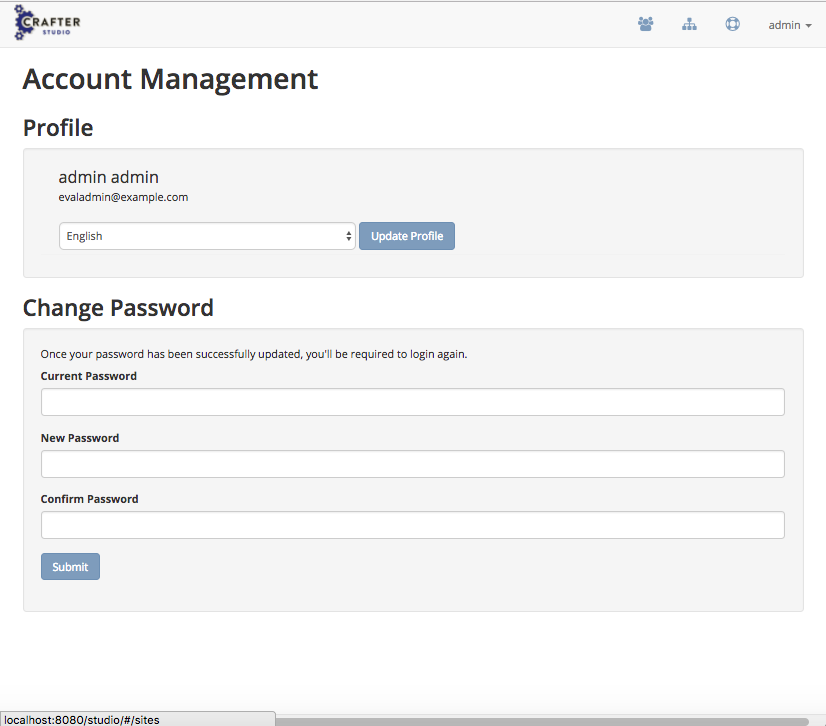 CRAFTER
STUDIO
admin
Account Management
Profile
admin admin
evaladmin@example.com
English
Update Profile
Change Password
Once your password has been successfully updated, you'll be required to login again.
Current Password
New Password
Confirm Password
Submit
localhost:8080/studio/#/sites